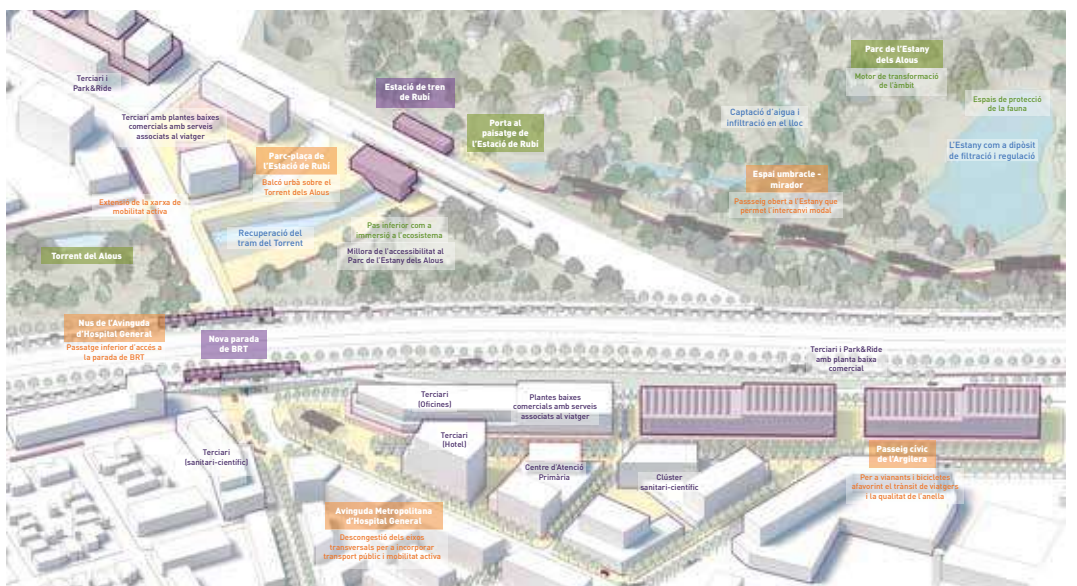 Terciari i
Park&Ride
Terciari amb plantes baixes
comercials amb serveis
associats al viatger
Estació de tren
de Rubí
Porta al
paisatge de
l'Estació de Rubí
Parc de l'Estany
dels Alous
Motor de transformació
de l'àmbit
Espais de protecció
de la fauna
Captació d'aigua i
infiltració en el lloc
L'Estany com a dipòsit
de filtració i regulació
Parc-plaça de
l'Estació de Rubí
Balcó urbà sobre el
Torrent dels Alous
Espai umbracle -
mirador
Passseig obert a l'Estany que
permet l'intercanvi modal
Extensió de la xarxa de
mobilitat activa
Recuperació del
tram del Torrent
Pas inferior com a
immersió a l'ecosistema
Millora de l'accessibilitat al
Parc de l'Estany dels Alous
Torrent del Alous
Nus de l'Avinguda
d'Hospital General
Passatge inferior d'accés a
la parada de BRT
Nova parada
de BRT
Terciari i Park&Ride
amb planta baixa
comercial
Terciari
(Oficines)
Plantes baixes
comercials amb serveis
associats al viatger
Terciari
(Hotel)
Terciari
(sanitari-científic)
Centre d'Atenció
Primària
Clúster
sanitari-científic
Passeig cívic
de l'Argilera
Per a vianants i bicicletes
afavorint el trànsit de viatgers
i la qualitat de l'anella
Avinguda Metropolitana
d'Hospital General
Descongestió dels eixos
transversals per a incorporar
transport públic i mobilitat activa